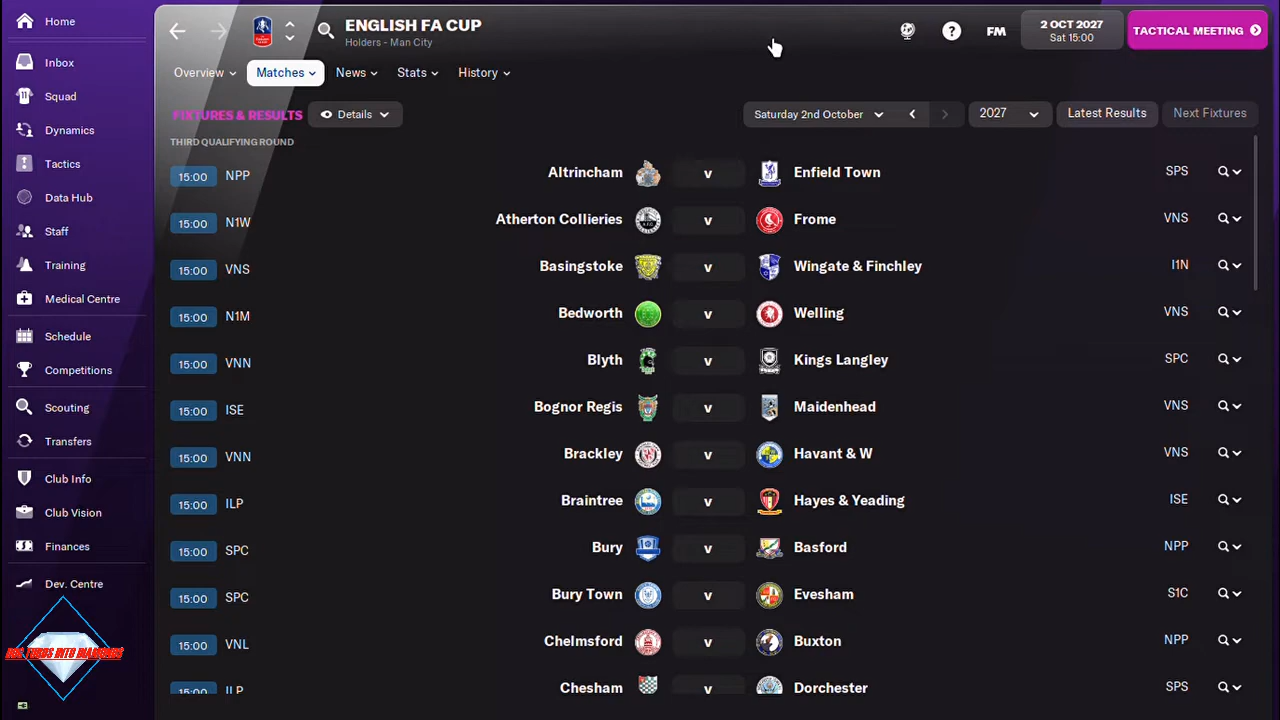 Home
Inbox
Squad
Dynamics
Tactics
Data Hub
Staff
Training
Medical Centre
Schedule
Competitions
Scouting
Transfers
Club Info
Club Vision
Finances
Dev. Centre
ENGLISH FA CUP
Holders - Man City
FM
2 OCT 2027
Sat 15:00
TACTICAL MEETING
Overview Matches News Stats History
FIXTURES & RESULTS Details Saturday 2nd October 2027 Latest Results Next Fixtures
THIRD QUALIFYING ROUND
15:00 NPP Altrincham v Enfield Town SPS
15:00 N1W Atherton Collieries v Frome VNS
15:00 VNS Basingstoke v Wingate & Finchley I1N
15:00 N1M Bedworth v Welling VNS
15:00 VNN Blyth v Kings Langley SPC
15:00 ISE Bognor Regis v Maidenhead VNS
15:00 VNN Brackley v Havant & W VNS
15:00 ILP Braintree v Hayes & Yeading ISE
15:00 SPC Bury v Basford NPP
15:00 SPC Bury Town v Evesham S1C
15:00 VNL Chelmsford v Buxton NPP
15:00 ILP Chesham v Dorchester SPS